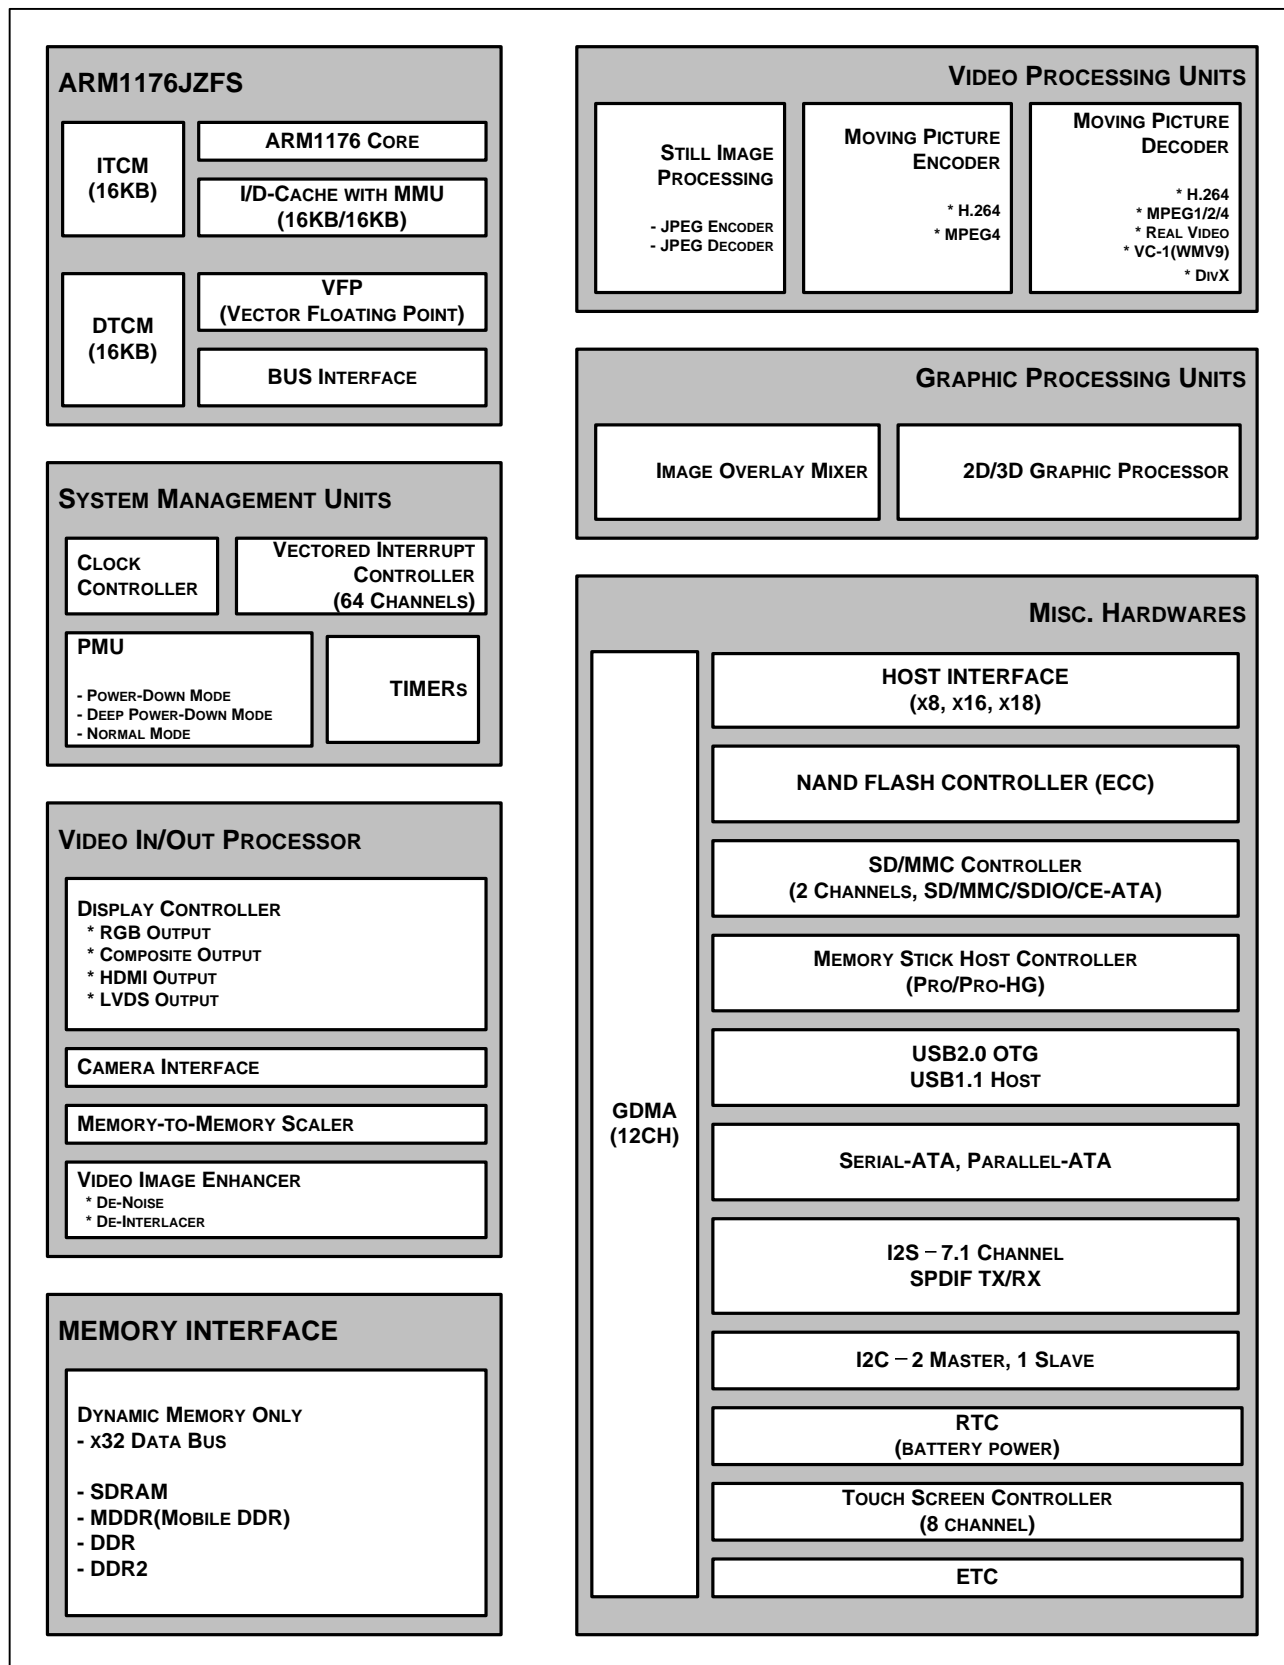 ARM1176JZFS
ITCM
(16KB)
ARM1176 CORE
I/D-CACHE WITH MMU
(16KB/16KB)
DTCM
(16KB)
VFP
(VECTOR FLOATING POINT)
BUS INTERFACE
SYSTEM MANAGEMENT UNITS
CLOCK
CONTROLLER
VECTORED INTERRUPT
CONTROLLER
(64 CHANNELS)
PMU
- POWER-DOWN MODE
- DEEP POWER-DOWN MODE
- NORMAL MODE
TIMERS
VIDEO IN/OUT PROCESSOR
DISPLAY CONTROLLER
* RGB OUTPUT
* COMPOSITE OUTPUT
* HDMI OUTPUT
* LVDS OUTPUT
CAMERA INTERFACE
MEMORY-TO-MEMORY SCALER
VIDEO IMAGE ENHANCER
* DE-NOISE
* DE-INTERLACER
MEMORY INTERFACE
DYNAMIC MEMORY ONLY
- X32 DATA BUS
- SDRAM
- MDDR(MOBILE DDR)
- DDR
- DDR2
VIDEO PROCESSING UNITS
STILL IMAGE
PROCESSING
- JPEG ENCODER
- JPEG DECODER
MOVING PICTURE
ENCODER
* H.264
* MPEG4
MOVING PICTURE
DECODER
* H.264
* MPEG1/2/4
* REAL VIDEO
* VC-1(WMV9)
* DIVX
GRAPHIC PROCESSING UNITS
IMAGE OVERLAY MIXER
2D/3D GRAPHIC PROCESSOR
MISC. HARDWARES
GDMA
(12CH)
HOST INTERFACE
(X8, X16, X18)
NAND FLASH CONTROLLER (ECC)
SD/MMC CONTROLLER
(2 CHANNELS, SD/MMC/SDIO/CE-ATA)
MEMORY STICK HOST CONTROLLER
(PRO/PRO-HG)
USB2.0 OTG
USB1.1 HOST
SERIAL-ATA, PARALLEL-ATA
I2S – 7.1 CHANNEL
SPDIF TX/RX
I2C – 2 MASTER, 1 SLAVE
RTC
(BATTERY POWER)
TOUCH SCREEN CONTROLLER
(8 CHANNEL)
ETC